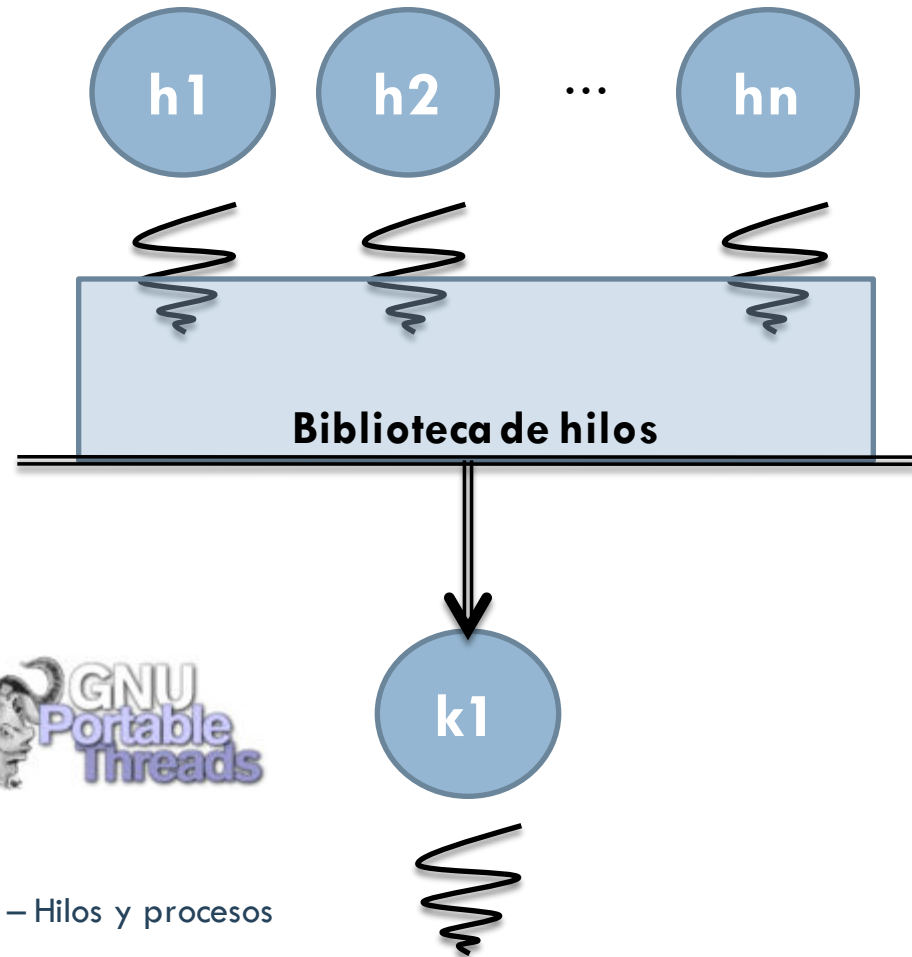 h1 h2 ... hn
Biblioteca de hilos
k1
GNU
Portable
Threads
– Hilos y procesos